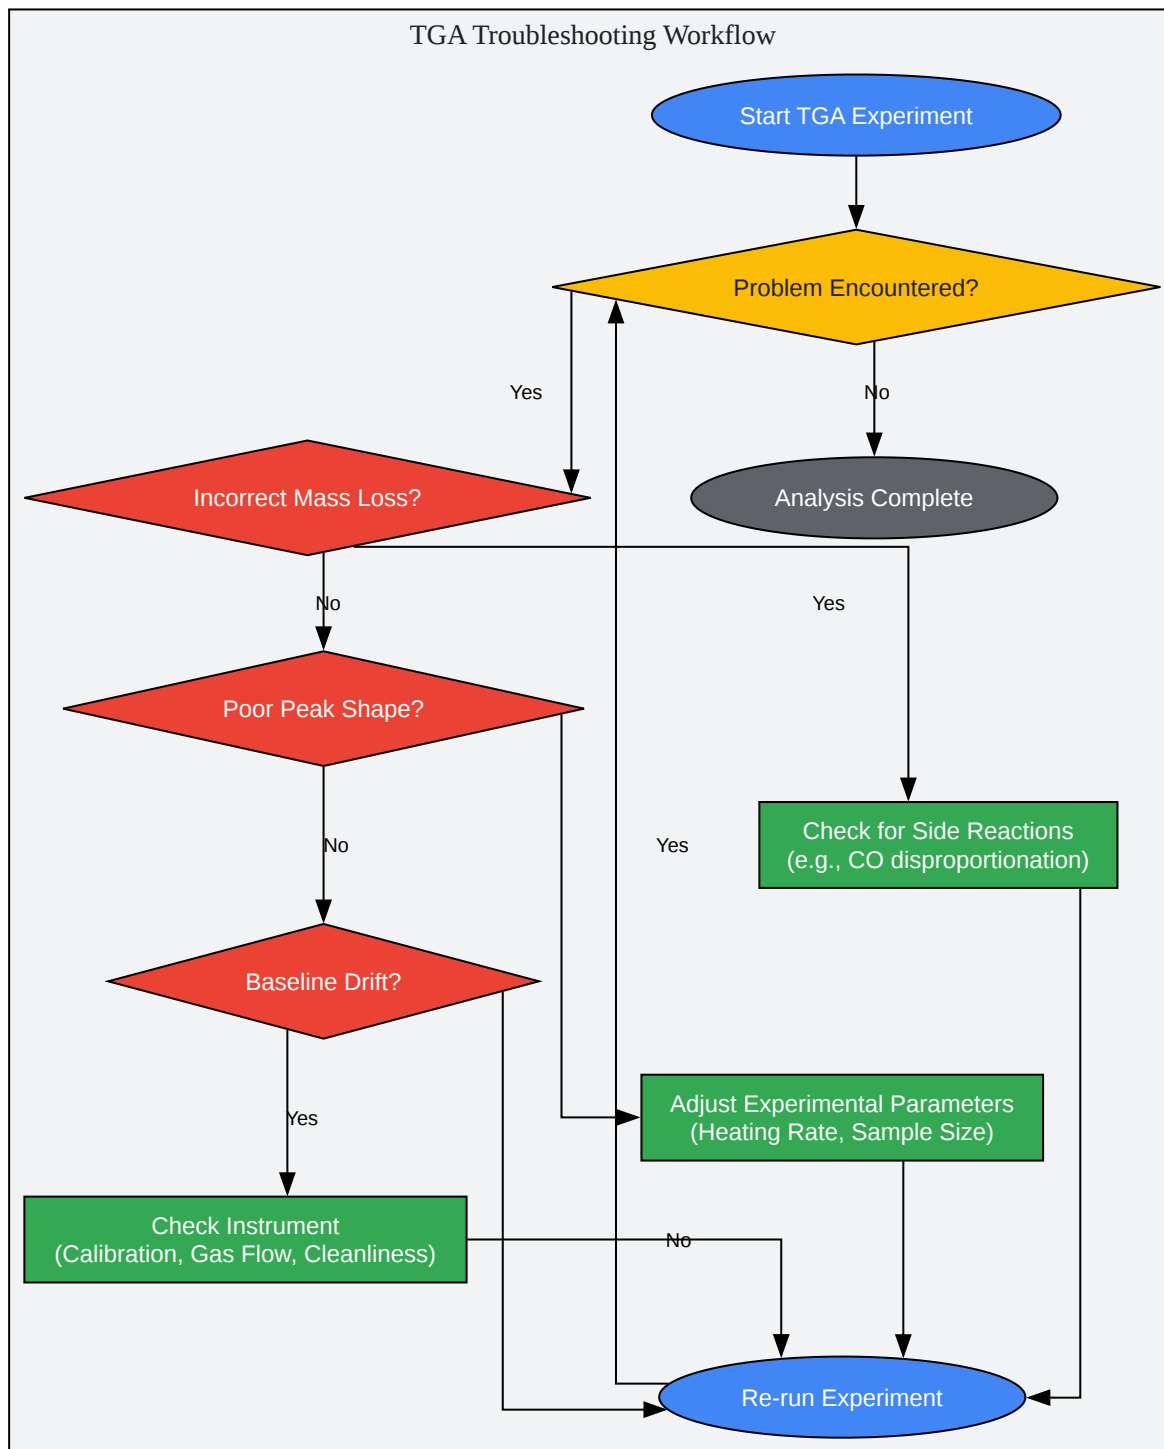 TGA Troubleshooting Workflow
Start TGA Experiment
Problem Encountered?
Yes
No
Incorrect Mass Loss?
Analysis Complete
No
Yes
Poor Peak Shape?
No
Yes
Check for Side Reactions
(e.g., CO disproportionation)
Baseline Drift?
Yes
Adjust Experimental Parameters
(Heating Rate, Sample Size)
Check Instrument
(Calibration, Gas Flow, Cleanliness)
No
Re-run Experiment